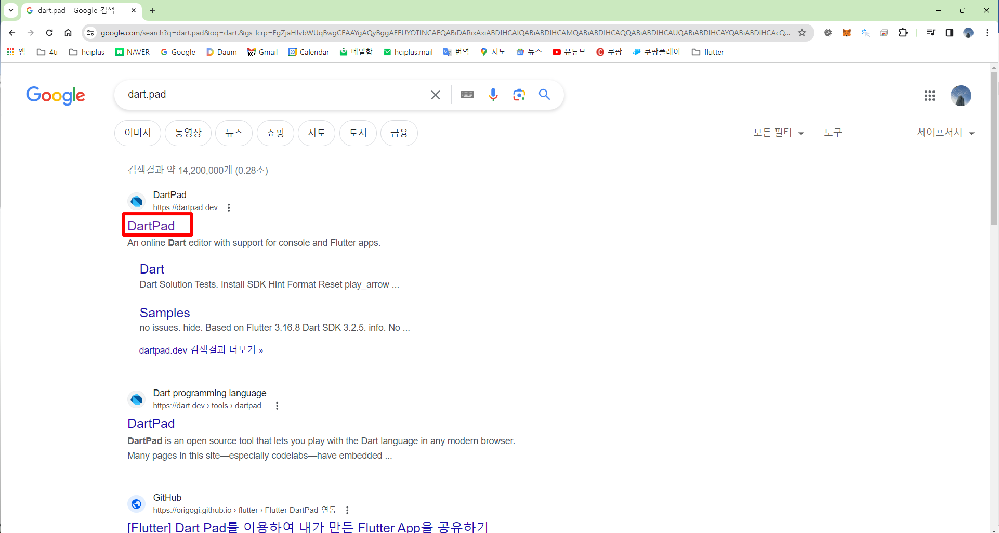 dart.pad - Google 검색
google.com/search?q=dart.pad&oq=dart.&gs_lcrp=EgZjaHJvbWUqBwgCEAAYgAQyBggAEEUYOTINCAEQABiDARixAxiABDIHCAIQABiABDIHCAMQABiABDIHCAQQABiABDIHCAUQABiABDIHCAYQABiABDIHCAcQ...
앱 4ti hciplus NAVER Google Daum Gmail Calendar 메일함 hciplus.mail 번역 지도 뉴스 유튜브 쿠팡 쿠팡플레이 flutter
Google dart.pad
이미지 동영상 뉴스 쇼핑 지도 도서 금융 모든 필터 도구 세이프서치
검색결과 약 14,200,000개 (0.28초)
DartPad
https://dartpad.dev
DartPad
An online Dart editor with support for console and Flutter apps.
Dart
Dart Solution Tests. Install SDK Hint Format Reset play_arrow ...
Samples
no issues. hide. Based on Flutter 3.16.8 Dart SDK 3.2.5. info. No ...
dartpad.dev 검색결과 더보기 »
Dart programming language
https://dart.dev › tools › dartpad
DartPad
DartPad is an open source tool that lets you play with the Dart language in any modern browser.
Many pages in this site—especially codelabs—have embedded ...
GitHub
https://origogi.github.io › flutter › Flutter-DartPad-연동
[Flutter] Dart Pad를 이용하여 내가 만든 Flutter App을 공유하기